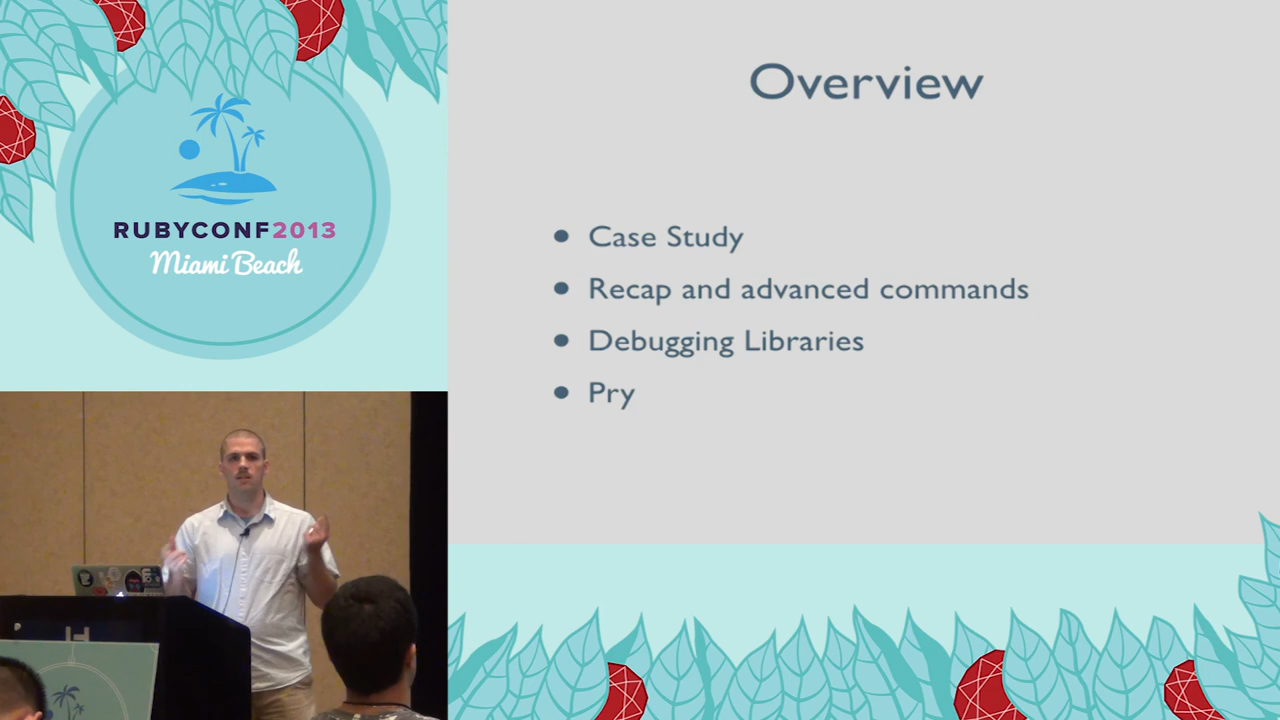 RUBYCONF2013
Miami Beach
Overview
Case Study
Recap and advanced commands
Debugging Libraries
Pry